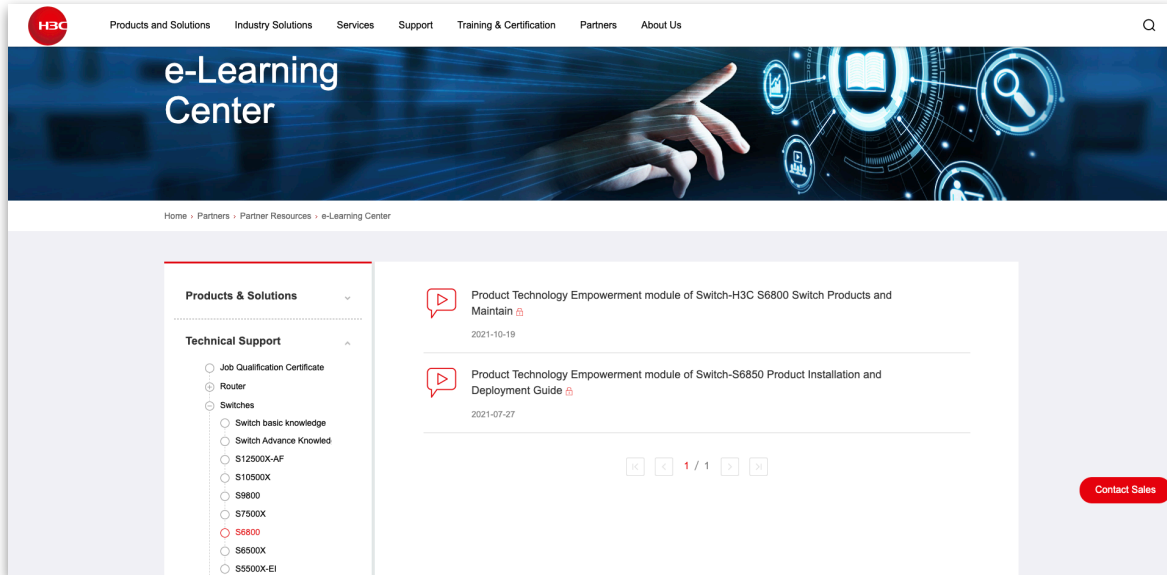 H3C
Products and Solutions
Industry Solutions
Services
Support
Training & Certification
Partners
About Us
e-Learning
Center
Home › Partners › Partner Resources › e-Learning Center
Products & Solutions
Technical Support
Job Qualification Certificate
Router
Switches
Switch basic knowledge
Switch Advance Knowled
S12500X-AF
S10500X
S9800
S7500X
S6800
S6500X
S5500X-EI
Product Technology Empowerment module of Switch-H3C S6800 Switch Products and
Maintain
2021-10-19
Product Technology Empowerment module of Switch-S6850 Product Installation and
Deployment Guide
2021-07-27
1 / 1
Contact Sales